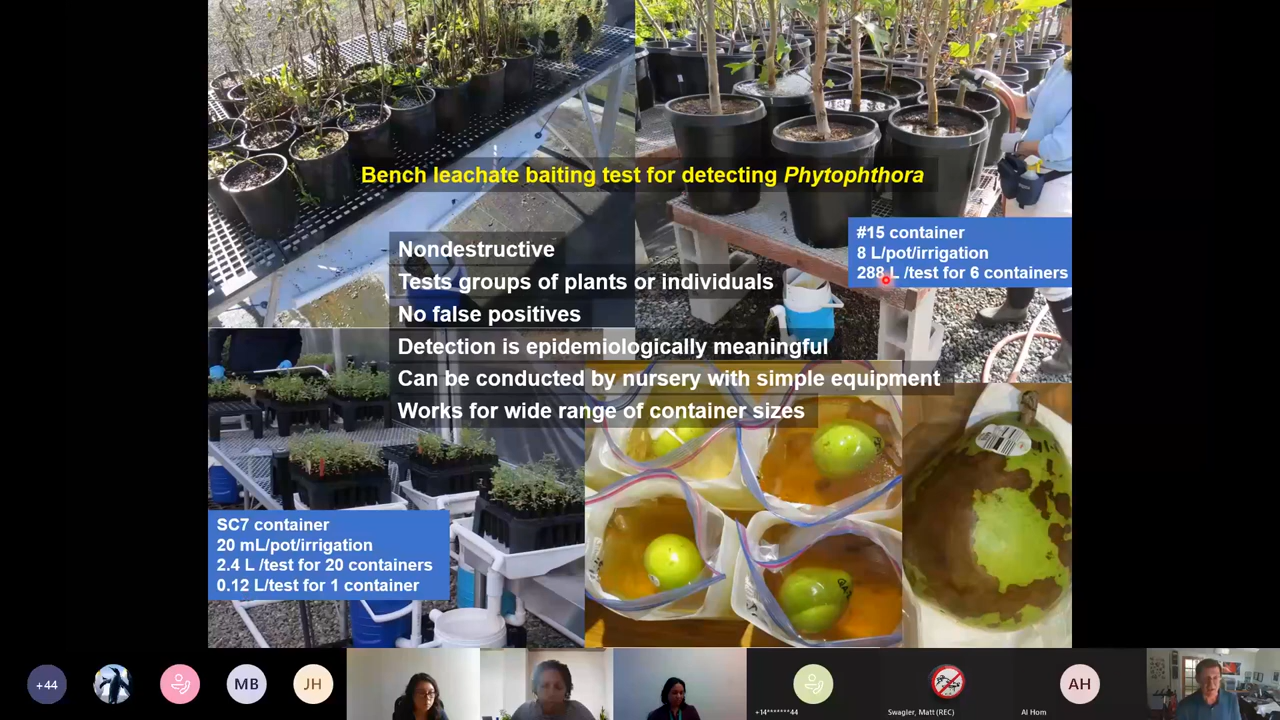 Bench leachate baiting test for detecting Phytophthora
Nondestructive
Tests groups of plants or individuals
No false positives
Detection is epidemiologically meaningful
Can be conducted by nursery with simple equipment
Works for wide range of container sizes
#15 container
8 L/pot/irrigation
288 L /test for 6 containers
SC7 container
20 mL/pot/irrigation
2.4 L /test for 20 containers
0.12 L/test for 1 container
+44
MB
JH
+14*******44
Swagler, Matt (REC)
AH
Al Hom